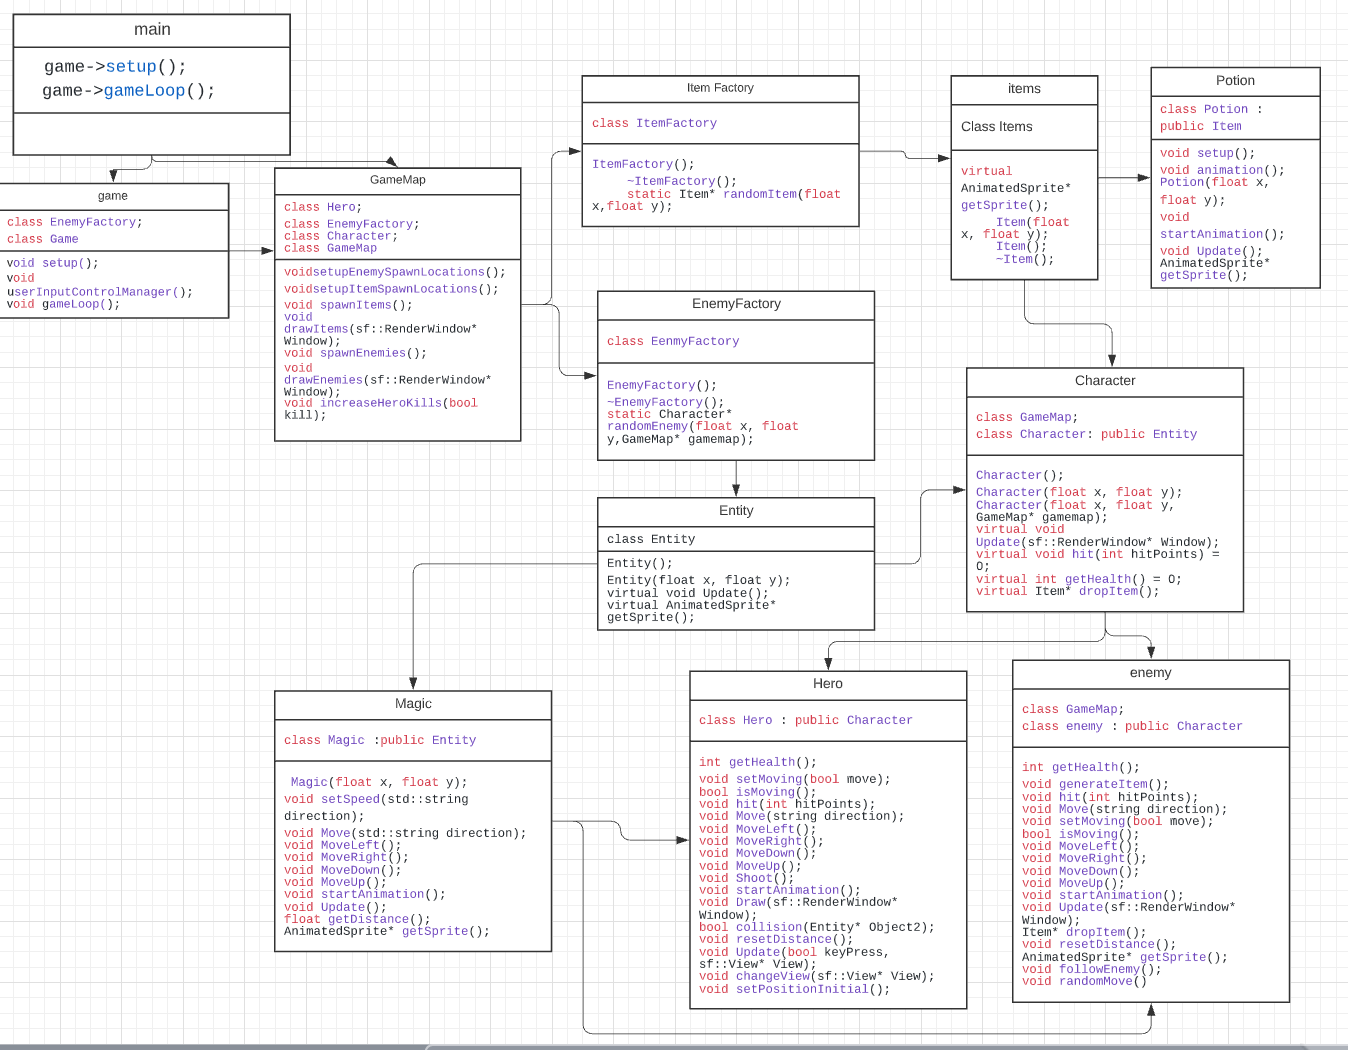 main
game->setup();
game->gameLoop();
game
class EnemyFactory;
class Game
void setup();
void
userInputControlManager();
void gameLoop();
GameMap
class Hero;
class EnemyFactory;
class Character;
class GameMap
voidsetupEnemySpawnLocations();
voidsetupItemSpawnLocations();
void spawnItems();
void
drawItems(sf::RenderWindow*
Window);
void spawnEnemies();
void
drawEnemies(sf::RenderWindow*
Window);
void increaseHeroKills(bool
kill);
Item Factory
class ItemFactory
ItemFactory();
~ItemFactory();
static Item* randomItem(float
x,float y);
EnemyFactory
class EenmyFactory
EnemyFactory();
~EnemyFactory();
static Character*
randomEnemy(float x, float
y,GameMap* gamemap);
Entity
class Entity
Entity();
Entity(float x, float y);
virtual void Update();
virtual AnimatedSprite*
getSprite();
items
Class Items
virtual
AnimatedSprite*
getSprite();
Item(float
x, float y);
Item();
~Item();
Potion
class Potion :
public Item
void setup();
void animation();
Potion(float x,
float y);
void
startAnimation();
void Update();
AnimatedSprite*
getSprite();
Character
class GameMap;
class Character: public Entity
Character();
Character(float x, float y);
Character(float x, float y,
GameMap* gamemap);
virtual void
Update(sf::RenderWindow* Window);
virtual void hit(int hitPoints) =
0;
virtual int getHealth() = 0;
virtual Item* dropItem();
Magic
class Magic :public Entity
Magic(float x, float y);
void setSpeed(std::string
direction);
void Move(std::string direction);
void MoveLeft();
void MoveRight();
void MoveDown();
void MoveUp();
void startAnimation();
void Update();
float getDistance();
AnimatedSprite* getSprite();
Hero
class Hero : public Character
int getHealth();
void setMoving(bool move);
bool isMoving();
void hit(int hitPoints);
void Move(string direction);
void MoveLeft();
void MoveRight();
void MoveDown();
void MoveUp();
void Shoot();
void startAnimation();
void Draw(sf::RenderWindow*
Window);
bool collision(Entity* Object2);
void resetDistance();
void Update(bool keyPress,
sf::View* View);
void changeView(sf::View* View);
void setPositionInitial();
enemy
class GameMap;
class enemy : public Character
int getHealth();
void generateItem();
void hit(int hitPoints);
void Move(string direction);
void setMoving(bool move);
bool isMoving();
void MoveLeft();
void MoveRight();
void MoveDown();
void MoveUp();
void startAnimation();
void Update(sf::RenderWindow*
Window);
Item* dropItem();
void resetDistance();
AnimatedSprite* getSprite();
void followEnemy();
void randomMove()